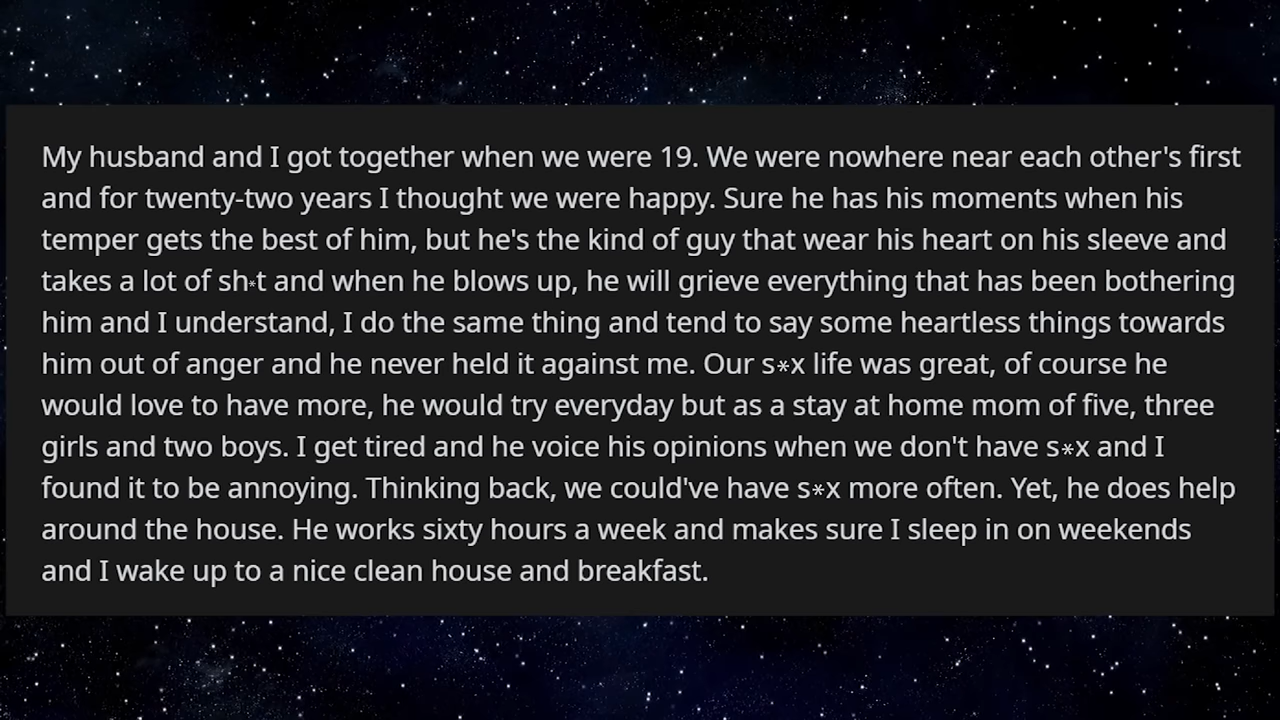 My husband and I got together when we were 19. We were nowhere near each other's first
and for twenty-two years I thought we were happy. Sure he has his moments when his
temper gets the best of him, but he's the kind of guy that wear his heart on his sleeve and
takes a lot of sh*t and when he blows up, he will grieve everything that has been bothering
him and I understand, I do the same thing and tend to say some heartless things towards
him out of anger and he never held it against me. Our s*x life was great, of course he
would love to have more, he would try everyday but as a stay at home mom of five, three
girls and two boys. I get tired and he voice his opinions when we don't have s*x and I
found it to be annoying. Thinking back, we could've have s*x more often. Yet, he does help
around the house. He works sixty hours a week and makes sure I sleep in on weekends
and I wake up to a nice clean house and breakfast.